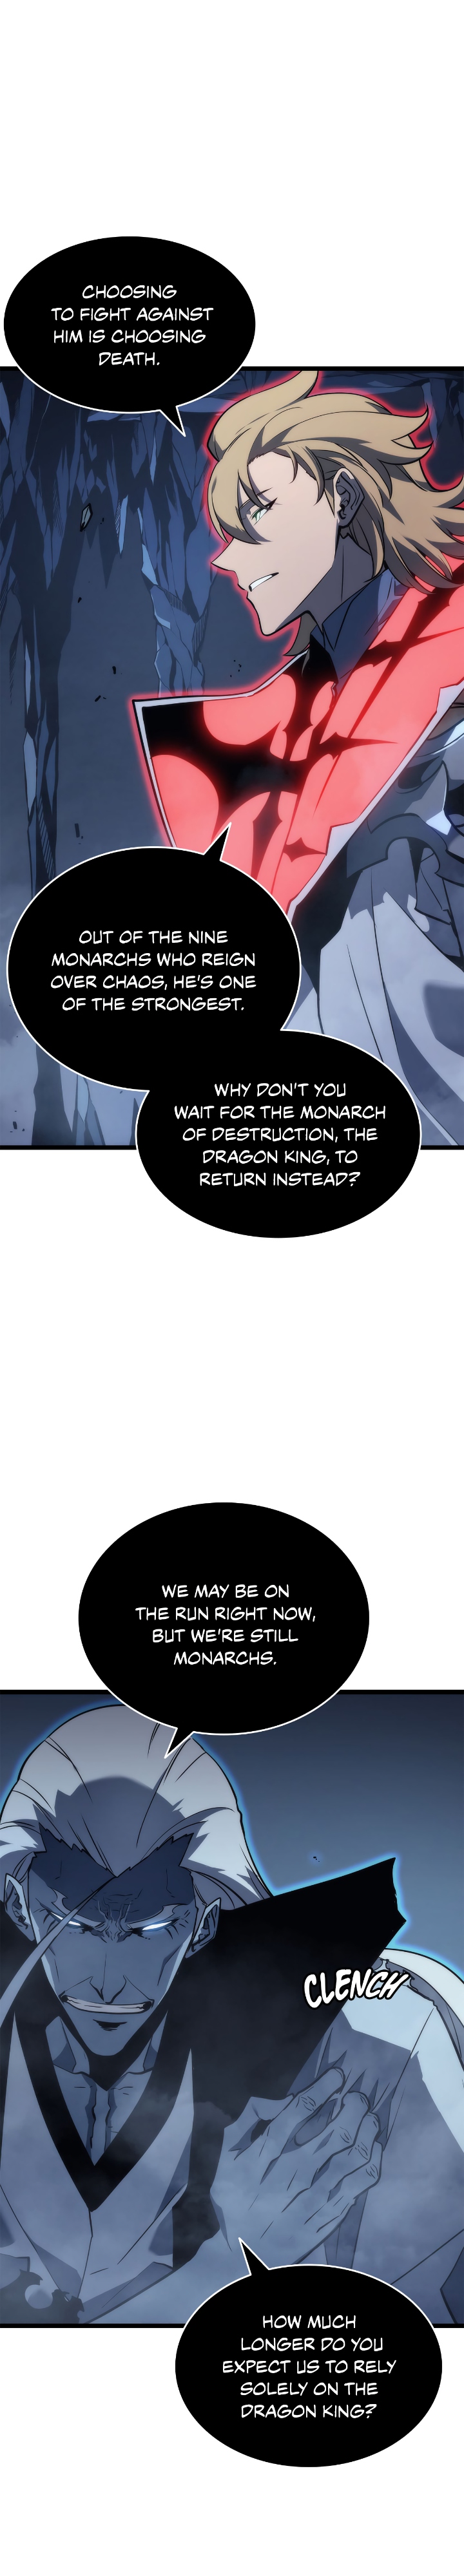 CHOOSING
TO FIGHT AGAINST
HIM IS CHOOSING
DEATH.
OUT OF THE NINE
MONARCHS WHO REIGN
OVER CHAOS, HE'S ONE
OF THE STRONGEST.
WHY DON'T YOU
WAIT FOR THE MONARCH
OF DESTRUCTION, THE
DRAGON KING, TO
RETURN INSTEAD?
WE MAY BE ON
THE RUN RIGHT NOW,
BUT WE'RE STILL
MONARCHS.
CLENCH
HOW MUCH
LONGER DO YOU
EXPECT US TO RELY
SOLELY ON THE
DRAGON KING?